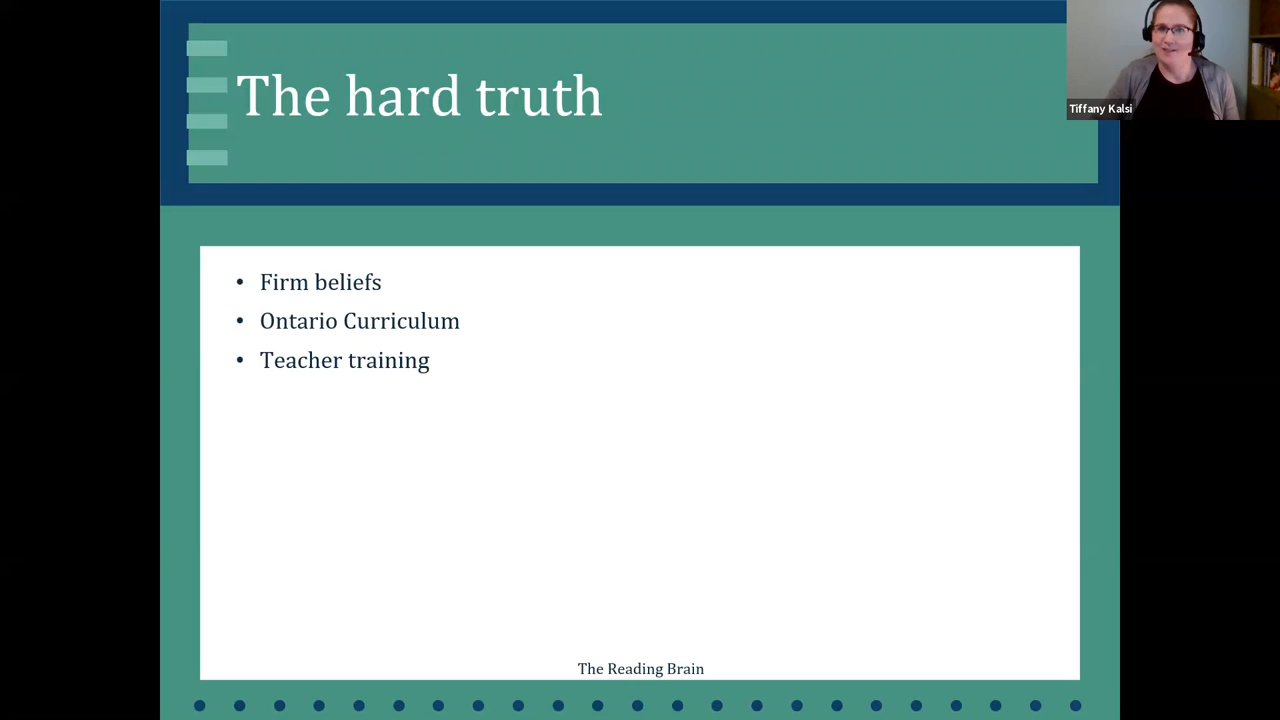 The hard truth
Tiffany Kalsi
• Firm beliefs
• Ontario Curriculum
• Teacher training
The Reading Brain